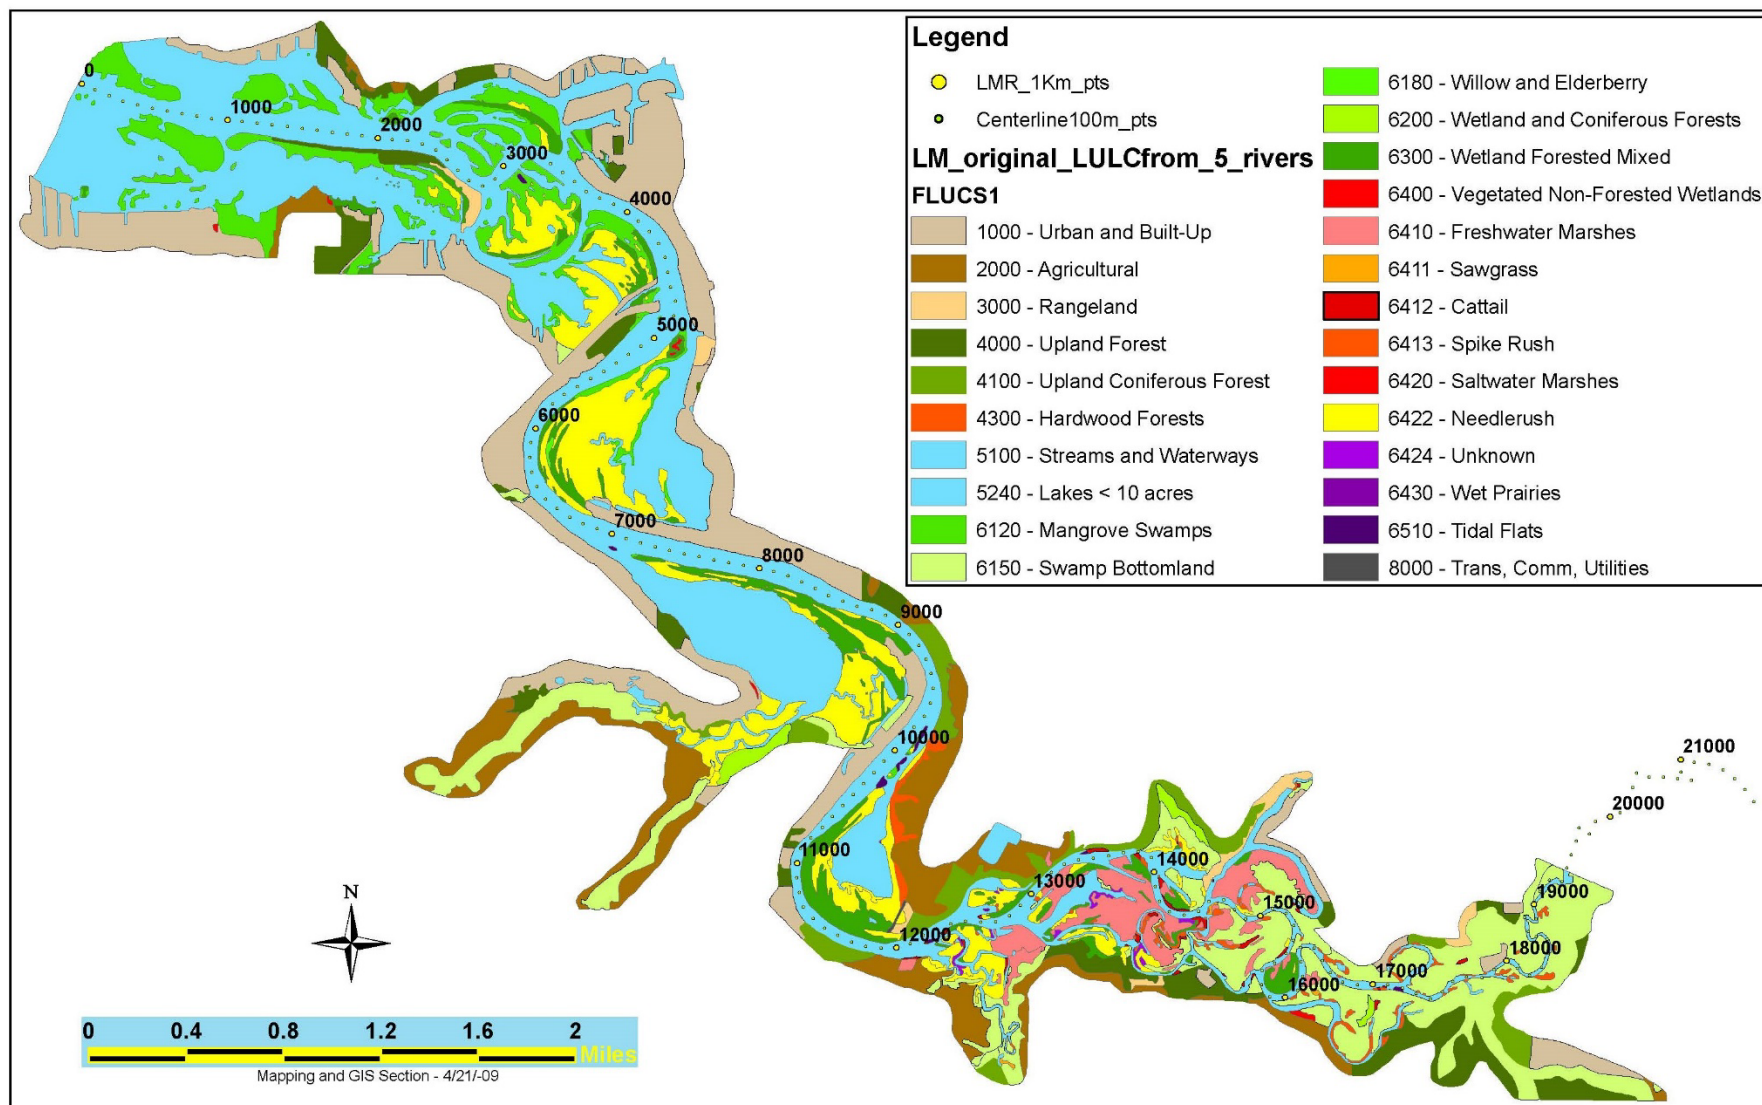 Legend
LMR_1Km_pts
Centerline100m_pts
LM_original_LULCfrom_5_rivers
FLUCS1
1000 - Urban and Built-Up
2000 - Agricultural
3000 - Rangeland
4000 - Upland Forest
4100 - Upland Coniferous Forest
4300 - Hardwood Forests
5100 - Streams and Waterways
5240 - Lakes < 10 acres
6120 - Mangrove Swamps
6150 - Swamp Bottomland
6180 - Willow and Elderberry
6200 - Wetland and Coniferous Forests
6300 - Wetland Forested Mixed
6400 - Vegetated Non-Forested Wetlands
6410 - Freshwater Marshes
6411 - Sawgrass
6412 - Cattail
6413 - Spike Rush
6420 - Saltwater Marshes
6422 - Needlerush
6424 - Unknown
6430 - Wet Prairies
6510 - Tidal Flats
8000 - Trans, Comm, Utilities
0
1000
2000
3000
4000
5000
6000
7000
8000
9000
10000
11000
12000
13000
14000
15000
16000
17000
18000
19000
20000
21000
N
0 0.4 0.8 1.2 1.6 2
Miles
Mapping and GIS Section - 4/21/-09